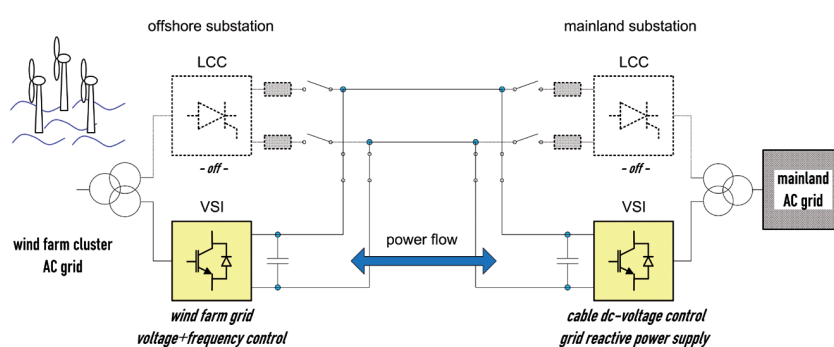 offshore substation
mainland substation
LCC
LCC
- off -
- off -
mainland
AC grid
VSI
VSI
power flow
wind farm cluster
AC grid
wind farm grid
voltage+frequency control
cable dc-voltage control
grid reactive power supply